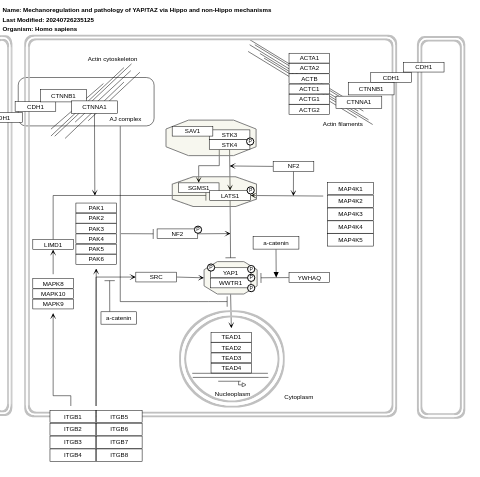 Name: Mechanoregulation and pathology of YAP/TAZ via Hippo and non-Hippo mechanisms
Last Modified: 20240726235125
Organism: Homo sapiens
Actin cytoskeleton
CTNNB1
CDH1
CTNNA1
DH1
AJ complex
ACTA1
ACTA2
ACTB
ACTC1
ACTG1
ACTG2
Actin filaments
CDH1
CDH1
CTNNB1
CTNNA1
SAV1
STK3
STK4
P
NF2
SGMS1
LATS1
P
MAP4K1
MAP4K2
MAP4K3
MAP4K4
MAP4K5
PAK1
PAK2
PAK3
PAK4
PAK5
PAK6
NF2
P
LIMD1
a-catenin
MAPK8
MAPK10
MAPK9
SRC
YAP1
WWTR1
P
P
P
P
YWHAQ
a-catenin
TEAD1
TEAD2
TEAD3
TEAD4
Nucleoplasm
Cytoplasm
ITGB1
ITGB2
ITGB3
ITGB4
ITGB5
ITGB6
ITGB7
ITGB8